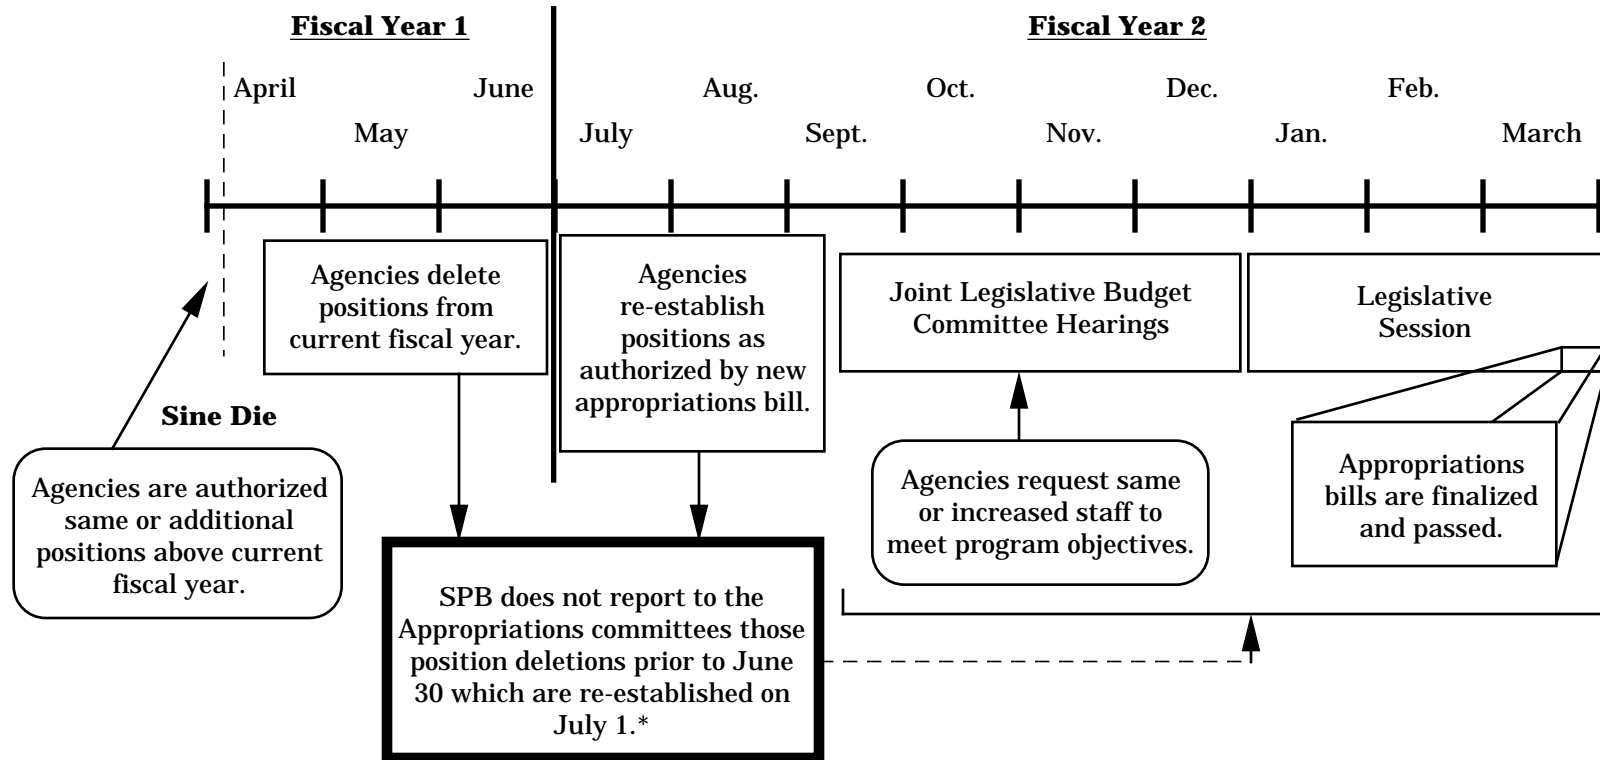 Fiscal Year 1
Fiscal Year 2
April
June
Aug.
Oct.
Dec.
Feb.
May
July
Sept.
Nov.
Jan.
March
Agencies delete
positions from
current fiscal year.
Agencies
re-establish
positions as
authorized by new
appropriations bill.
Joint Legislative Budget
Committee Hearings
Legislative
Session
Sine Die
Agencies are authorized
same or additional
positions above current
fiscal year.
Agencies request same
or increased staff to
meet program objectives.
Appropriations
bills are finalized
and passed.
SPB does not report to the
Appropriations committees those
position deletions prior to June
30 which are re-established on
July 1.*